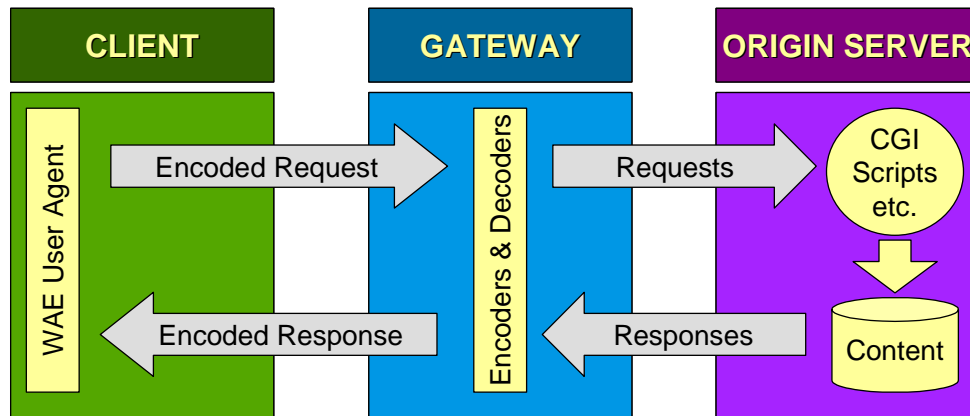 CLIENT
GATEWAY
ORIGIN SERVER
WAE User Agent
Encoded Request
Encoders & Decoders
Requests
CGI
Scripts
etc.
Encoded Response
Responses
Content